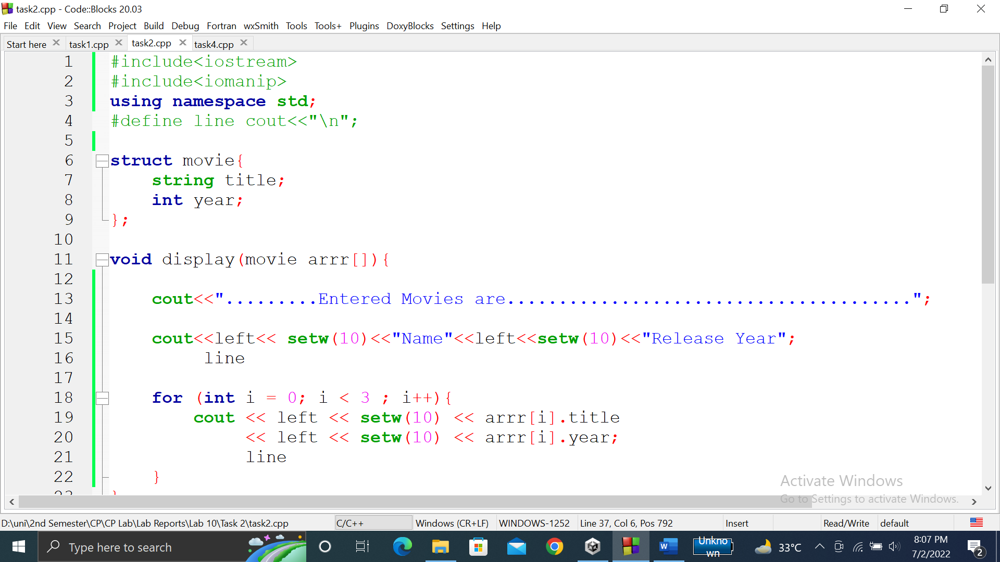 task2.cpp - Code::Blocks 20.03
File Edit View Search Project Build Debug Fortran wxSmith Tools Tools+ Plugins DoxyBlocks Settings Help
Start here task1.cpp task2.cpp task4.cpp
1 #include<iostream>
2 #include<iomanip>
3 using namespace std;
4 #define line cout<<"\n";
5
6 struct movie{
7 string title;
8 int year;
9 };
10
11 void display(movie arrr[]){
12
13 cout<<".........Entered Movies are.......................................";
14
15 cout<<left<< setw(10)<<"Name"<<left<<setw(10)<<"Release Year";
16 line
17
18 for (int i = 0; i < 3 ; i++){
19 cout << left << setw(10) << arrr[i].title
20 << left << setw(10) << arrr[i].year;
21 line
22 }
Activate Windows
Go to Settings to activate Windows.
D:\uni\2nd Semester\CP\CP Lab\Lab Reports\Lab 10\Task 2\task2.cpp C/C++ Windows (CR+LF) WINDOWS-1252 Line 37, Col 6, Pos 792 Insert Read/Write default
Type here to search
Unkno
wn
33°C
8:07 PM
7/2/2022
2